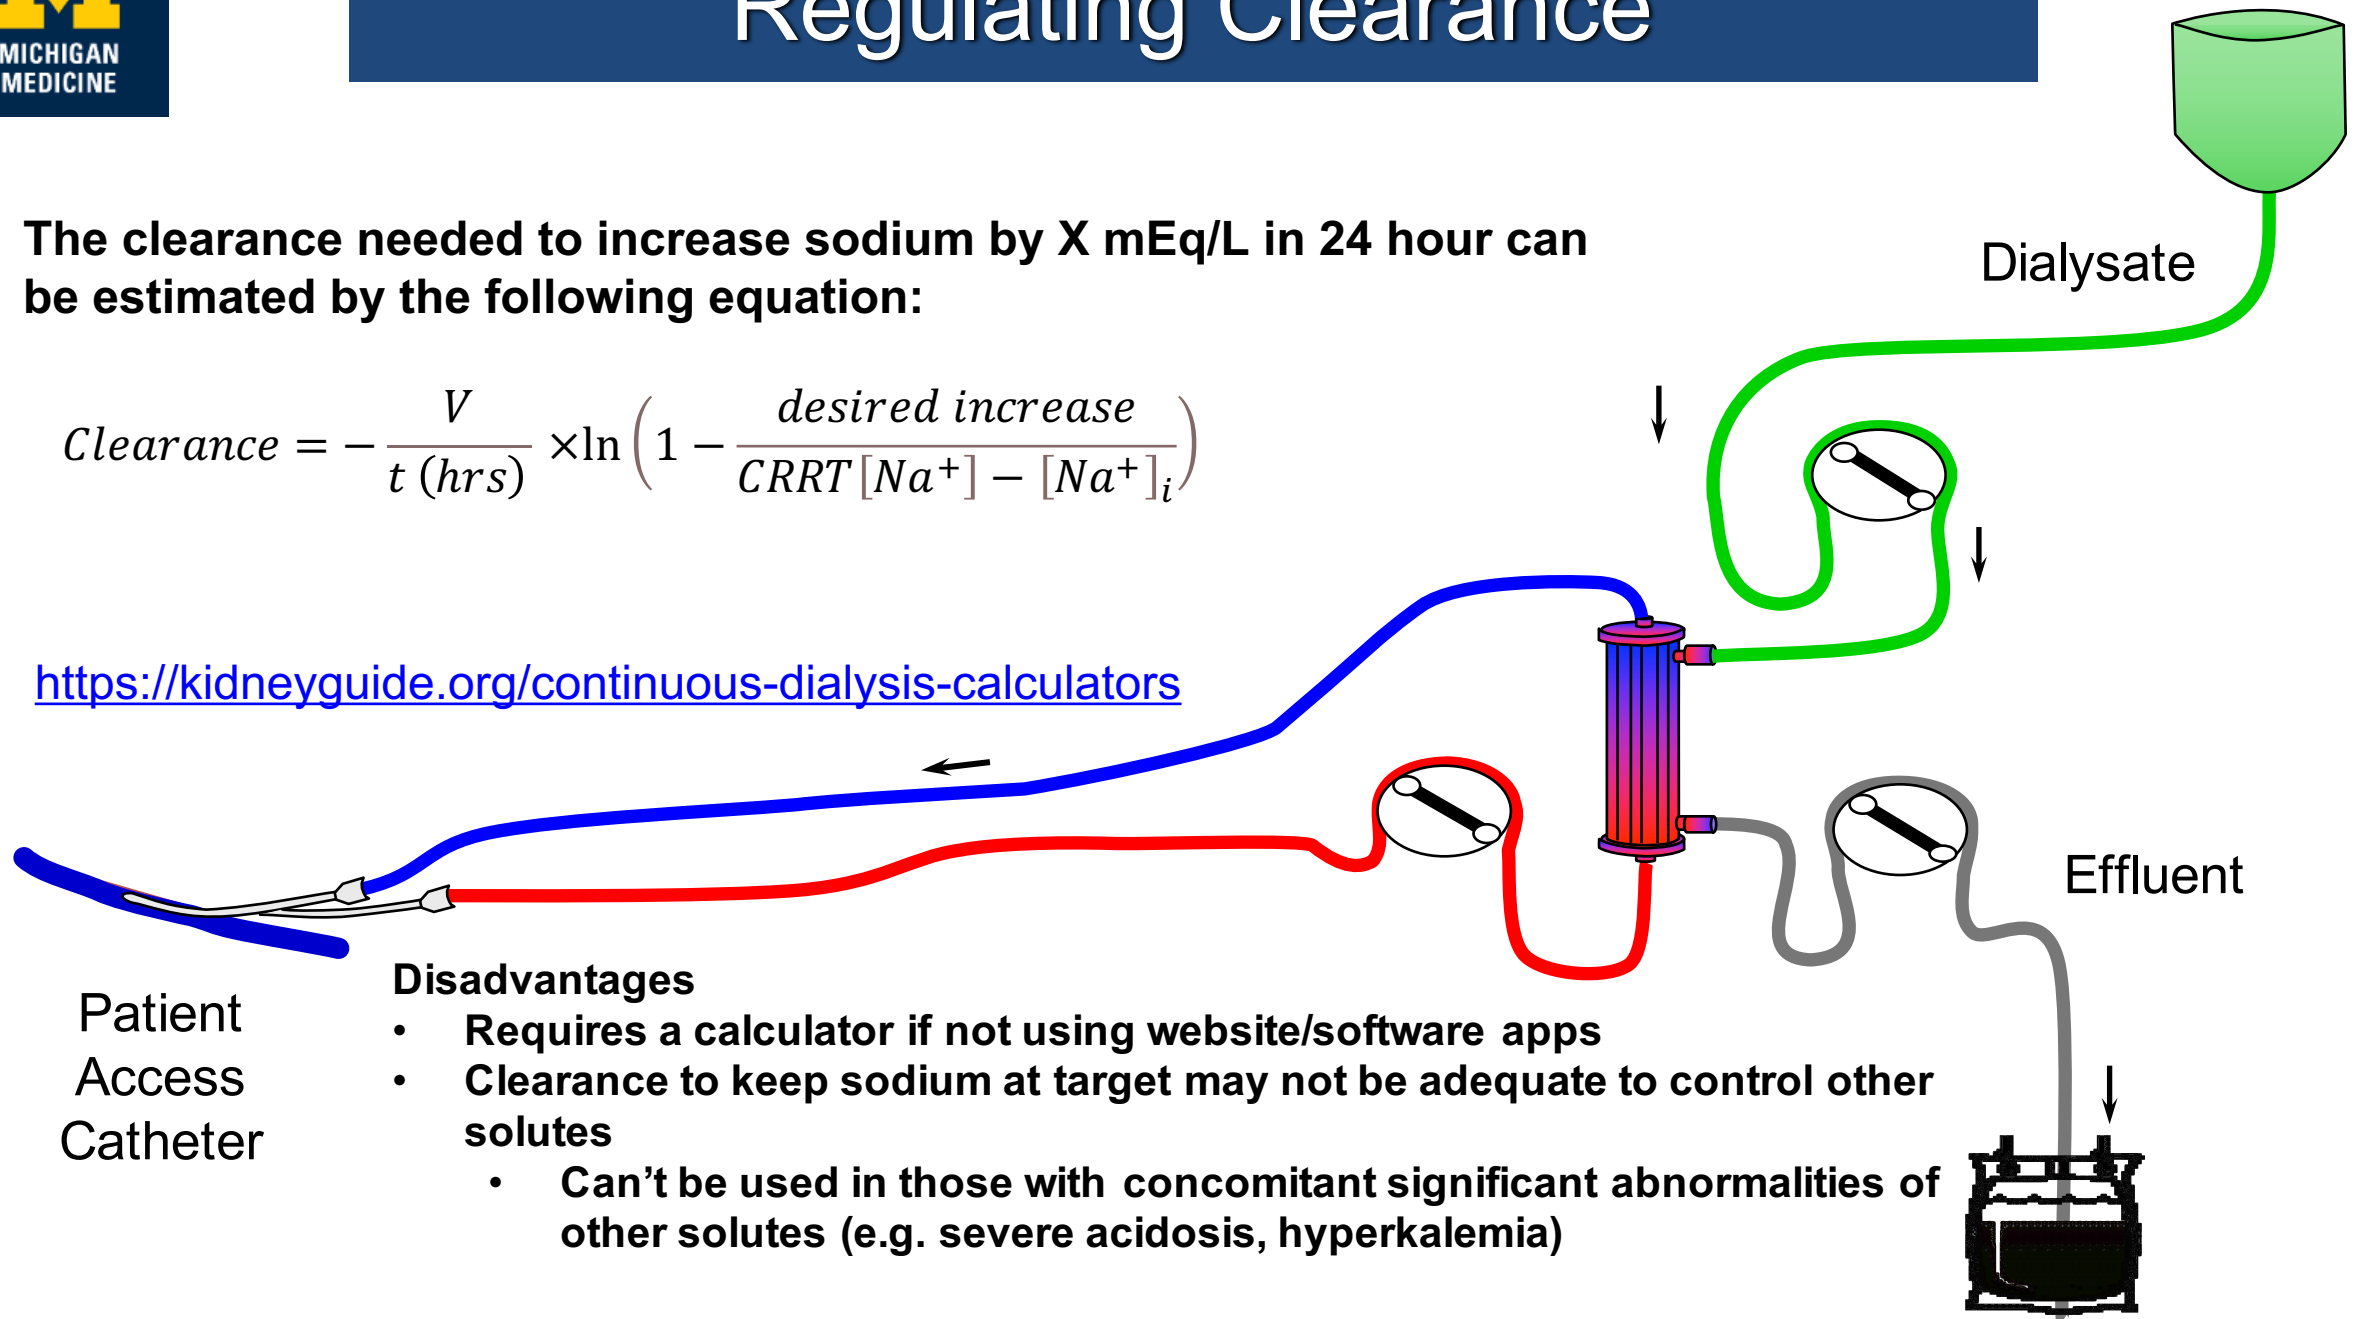 Regulating Clearance
MICHIGAN
MEDICINE
The clearance needed to increase sodium by X mEq/L in 24 hour can
be estimated by the following equation:
Dialysate
Clearance = − V / t (hrs) ×ln (1 − desired increase / CRRT[Na⁺] − [Na⁺]ᵢ)
https://kidneyguide.org/continuous-dialysis-calculators
Effluent
Patient
Access
Catheter
Disadvantages
• Requires a calculator if not using website/software apps
• Clearance to keep sodium at target may not be adequate to control other
solutes
• Can’t be used in those with concomitant significant abnormalities of
other solutes (e.g. severe acidosis, hyperkalemia)